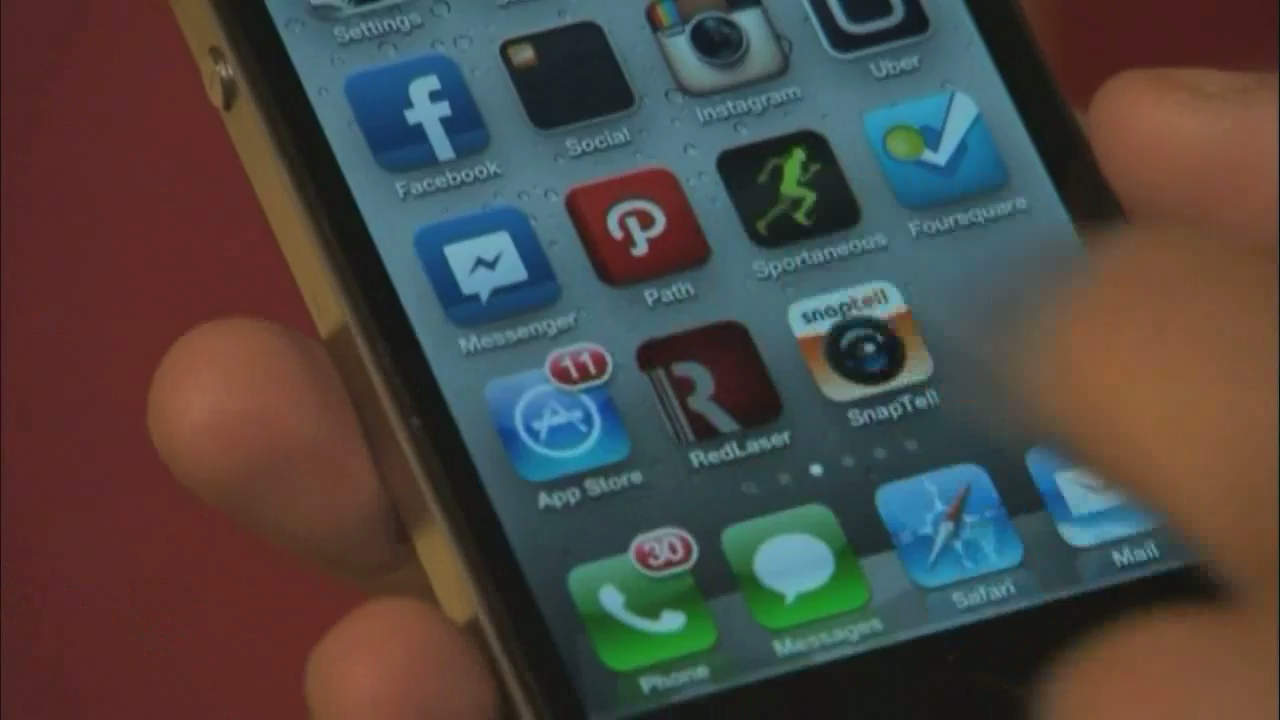 Settings
Facebook
Social
Instagram
Uber
Messenger
Path
Sportaneous
Foursquare
11
App Store
RedLaser
snaptell
SnapTell
30
Phone
Messages
Safari
Mail